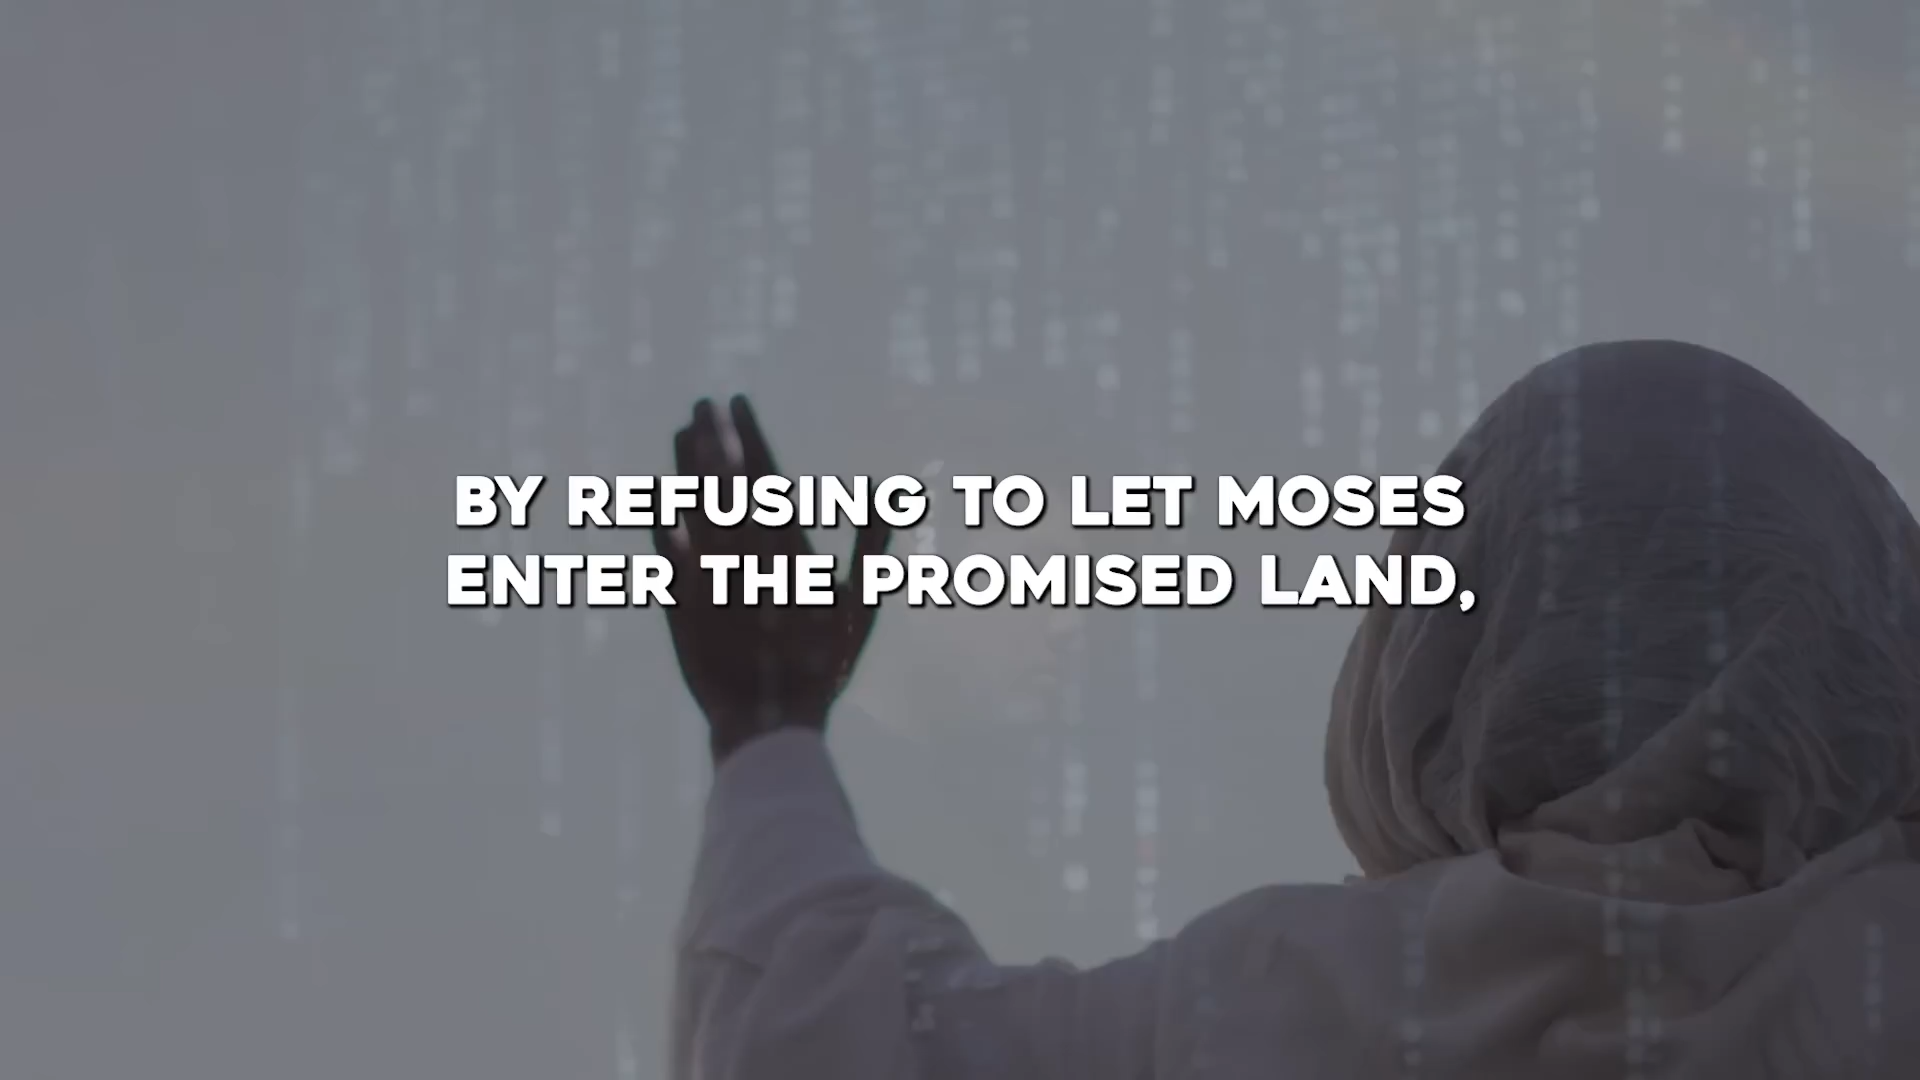 BY REFUSING TO LET MOSES
ENTER THE PROMISED LAND,